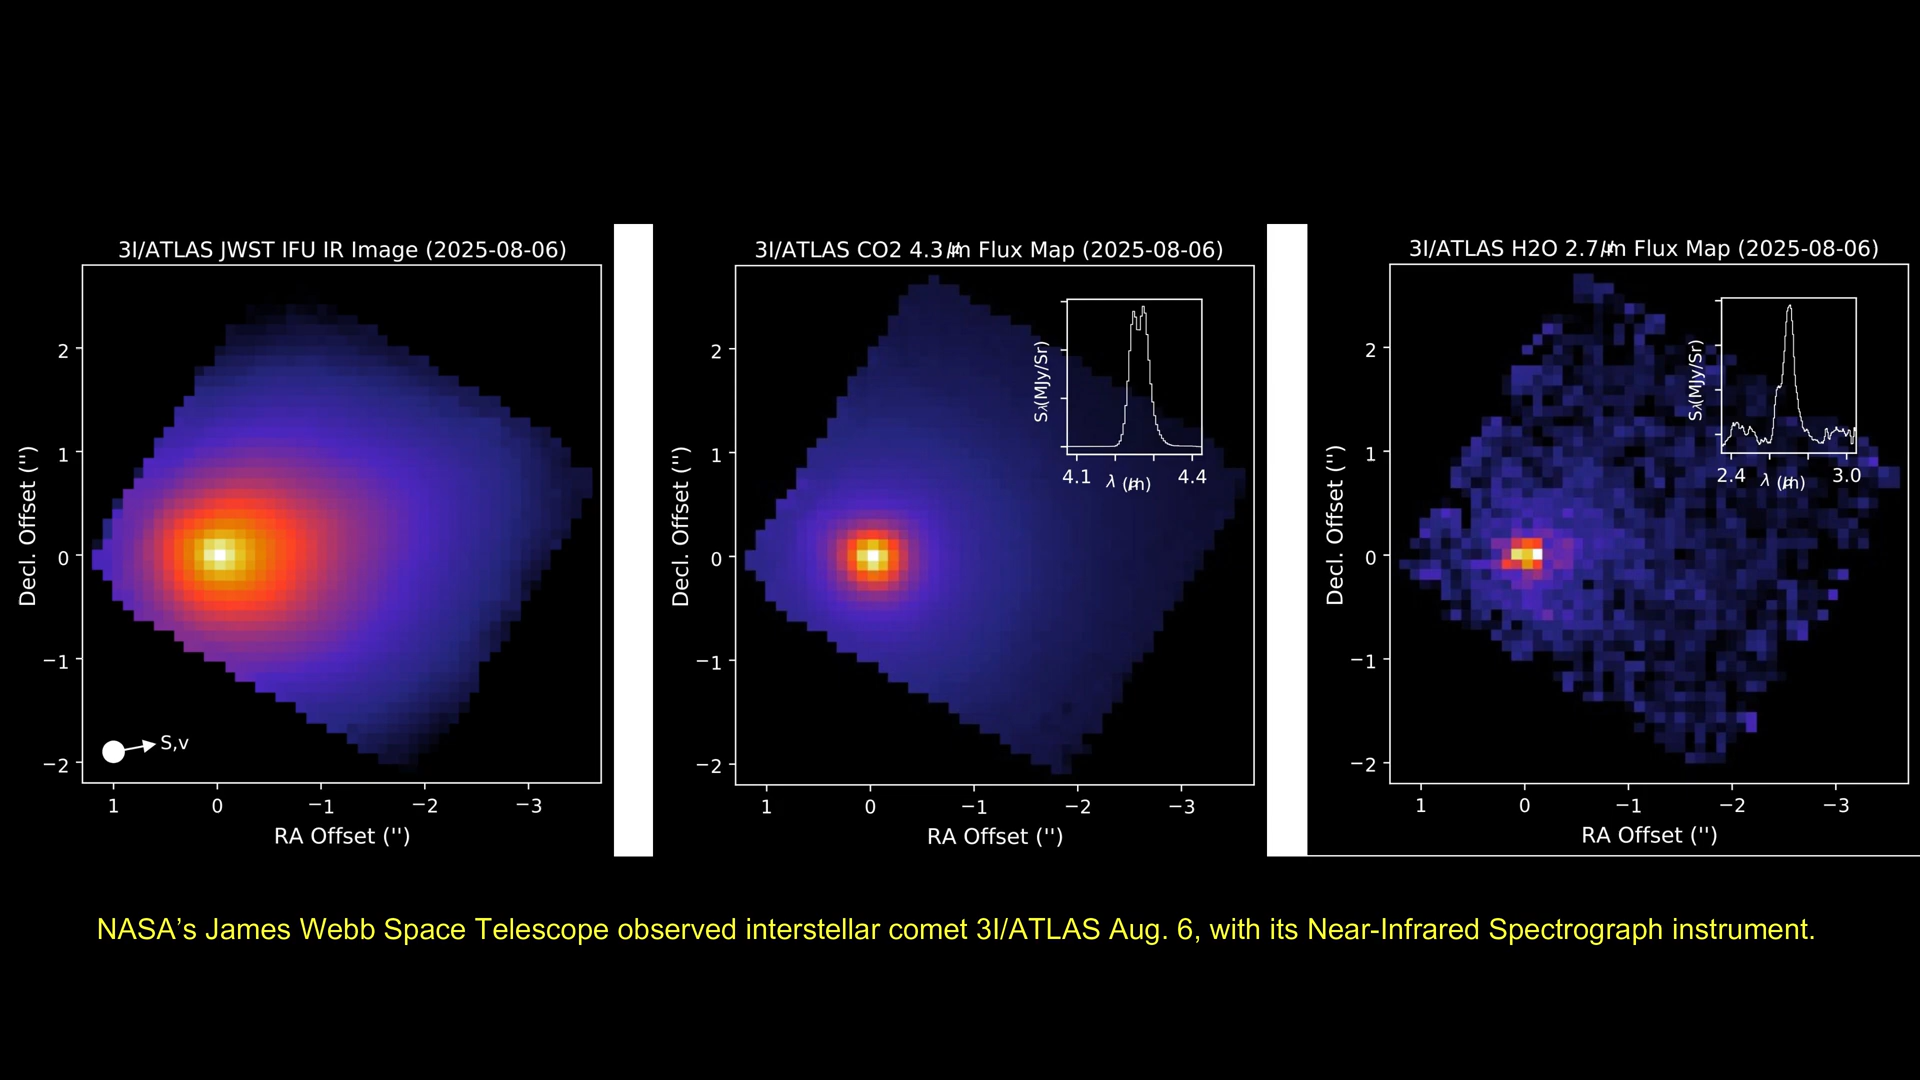 3I/ATLAS JWST IFU IR Image (2025-08-06)
Decl. Offset ('')
2
1
0
−1
−2
S,v
1
0
−1
−2
−3
RA Offset ('')
3I/ATLAS CO2 4.3μm Flux Map (2025-08-06)
Decl. Offset ('')
2
1
0
−1
−2
Sλ(MJy/Sr)
4.1
λ (μm)
4.4
1
0
−1
−2
−3
RA Offset ('')
3I/ATLAS H2O 2.7μm Flux Map (2025-08-06)
Decl. Offset ('')
2
1
0
−1
−2
Sλ(MJy/Sr)
2.4
λ (μm)
3.0
1
0
−1
−2
−3
RA Offset ('')
NASA’s James Webb Space Telescope observed interstellar comet 3I/ATLAS Aug. 6, with its Near-Infrared Spectrograph instrument.